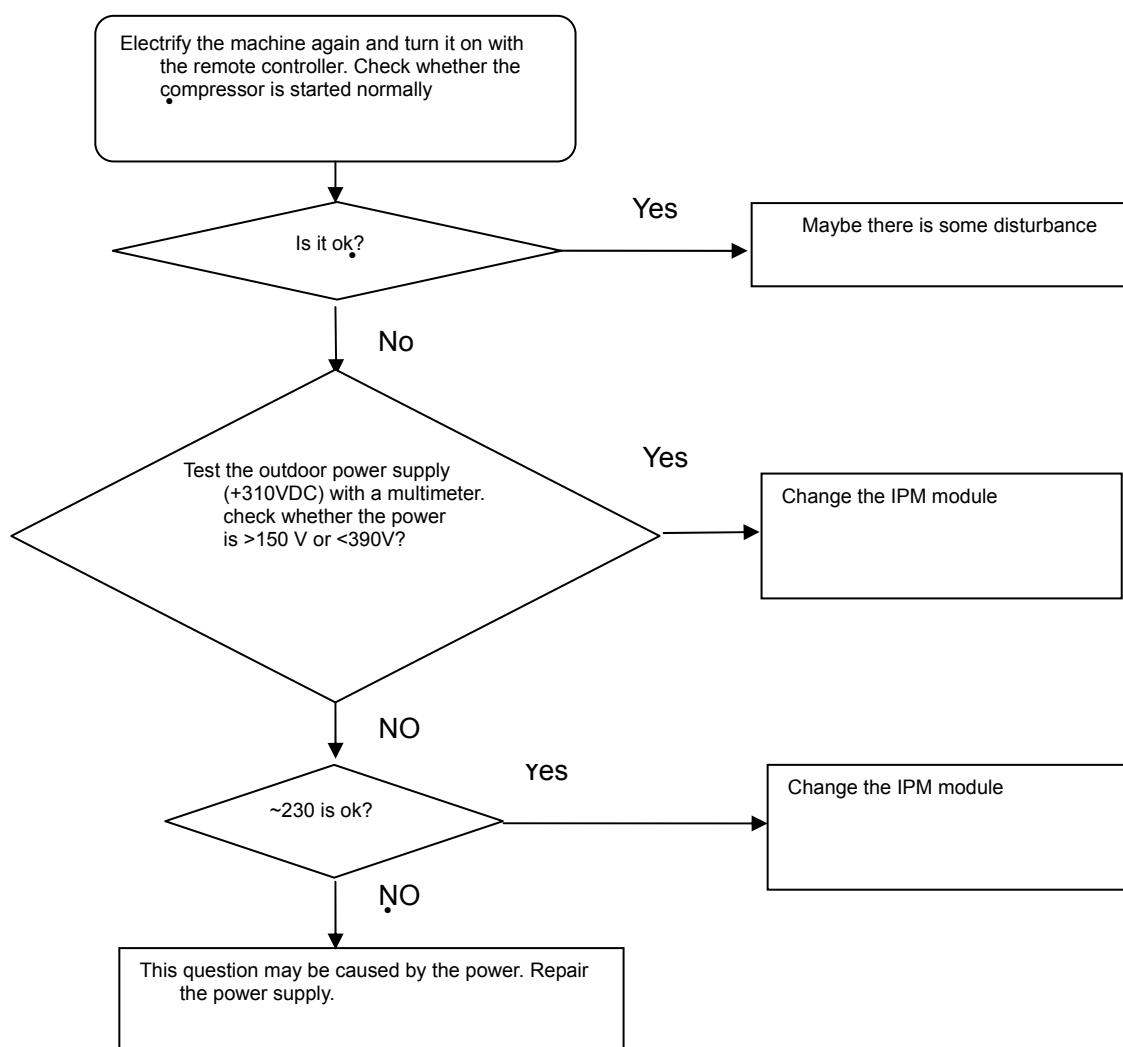 Electrify the machine again and turn it on with
the remote controller. Check whether the
compressor is started normally
Yes
Is it ok?
Maybe there is some disturbance
No
Yes
Test the outdoor power supply
(+310VDC) with a multimeter.
check whether the power
is >150 V or <390V?
Change the IPM module
NO
Yes
~230 is ok?
Change the IPM module
NO
This question may be caused by the power. Repair
the power supply.